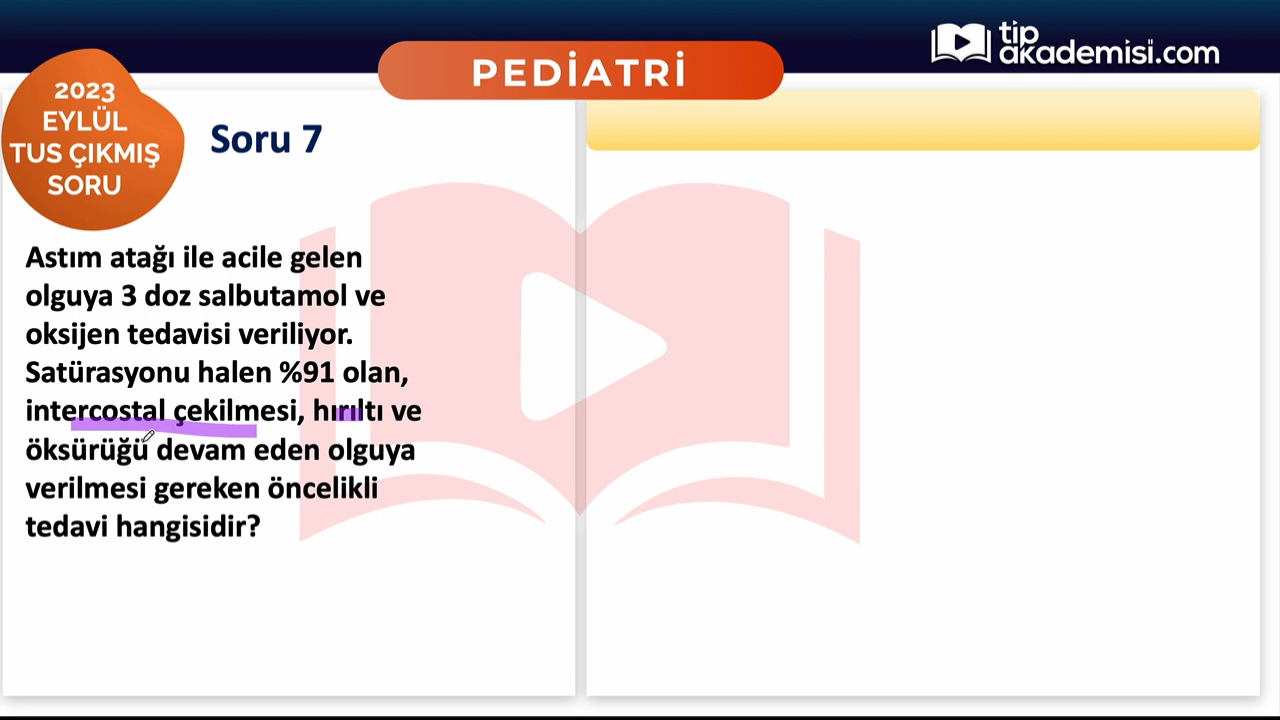 tıp
akademisi.com
PEDİATRİ
2023
EYLÜL
TUS ÇIKMIŞ
SORU
Soru 7
Astım atağı ile acile gelen
olguya 3 doz salbutamol ve
oksijen tedavisi veriliyor.
Satürasyonu halen %91 olan,
intercostal çekilmesi, hırıltı ve
öksürüğü devam eden olguya
verilmesi gereken öncelikli
tedavi hangisidir?